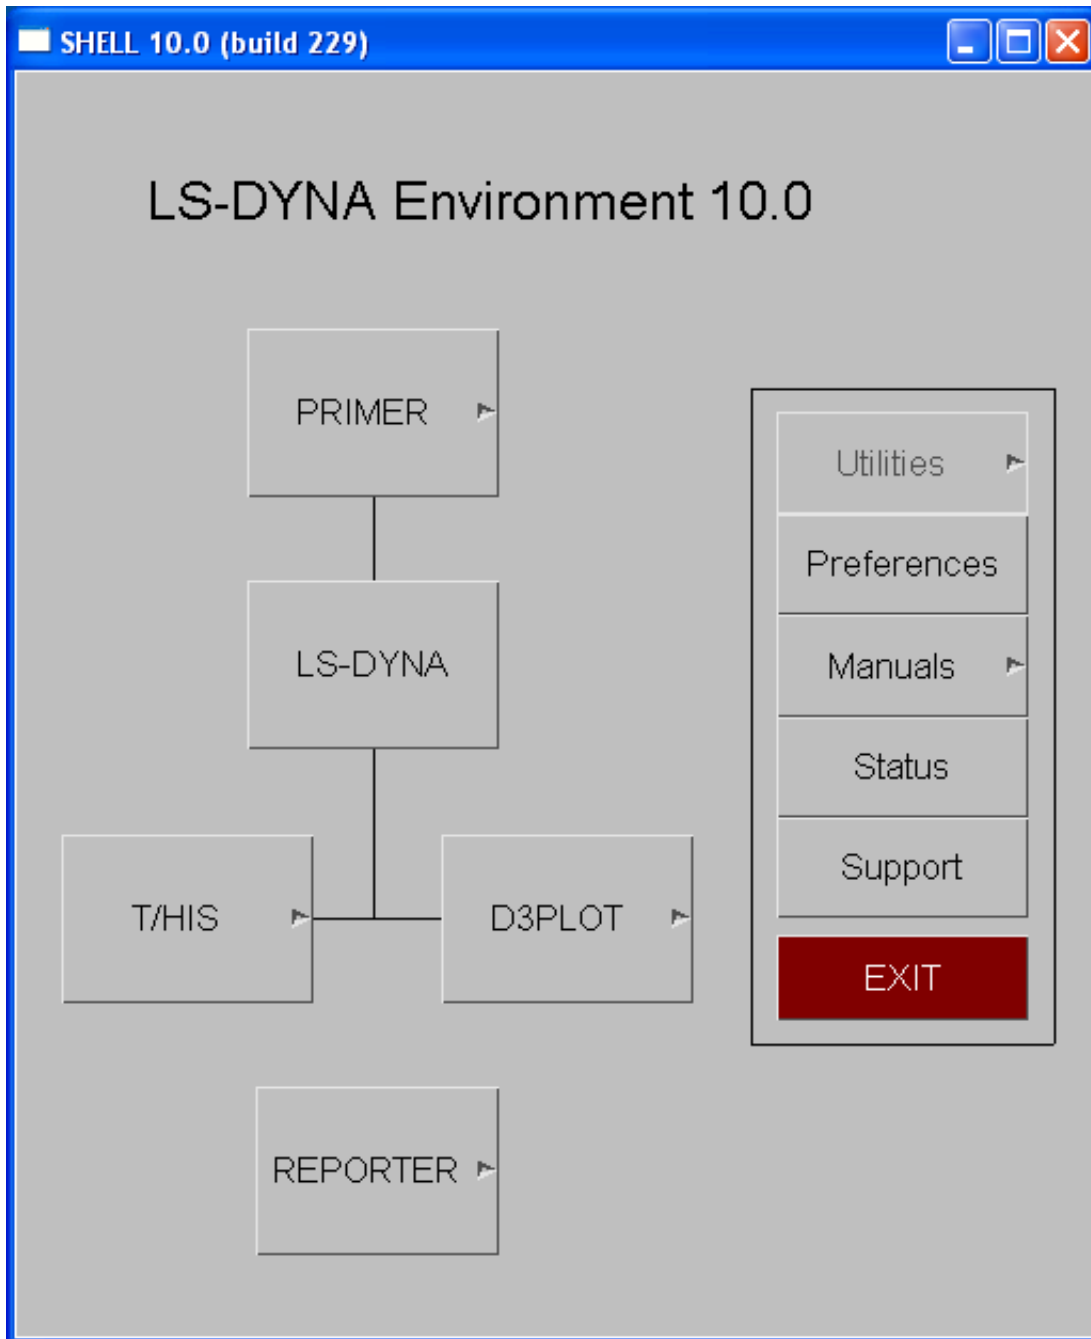 SHELL 10.0 (build 229)
LS-DYNA Environment 10.0
PRIMER
LS-DYNA
T/HIS
D3PLOT
REPORTER
Utilities
Preferences
Manuals
Status
Support
EXIT